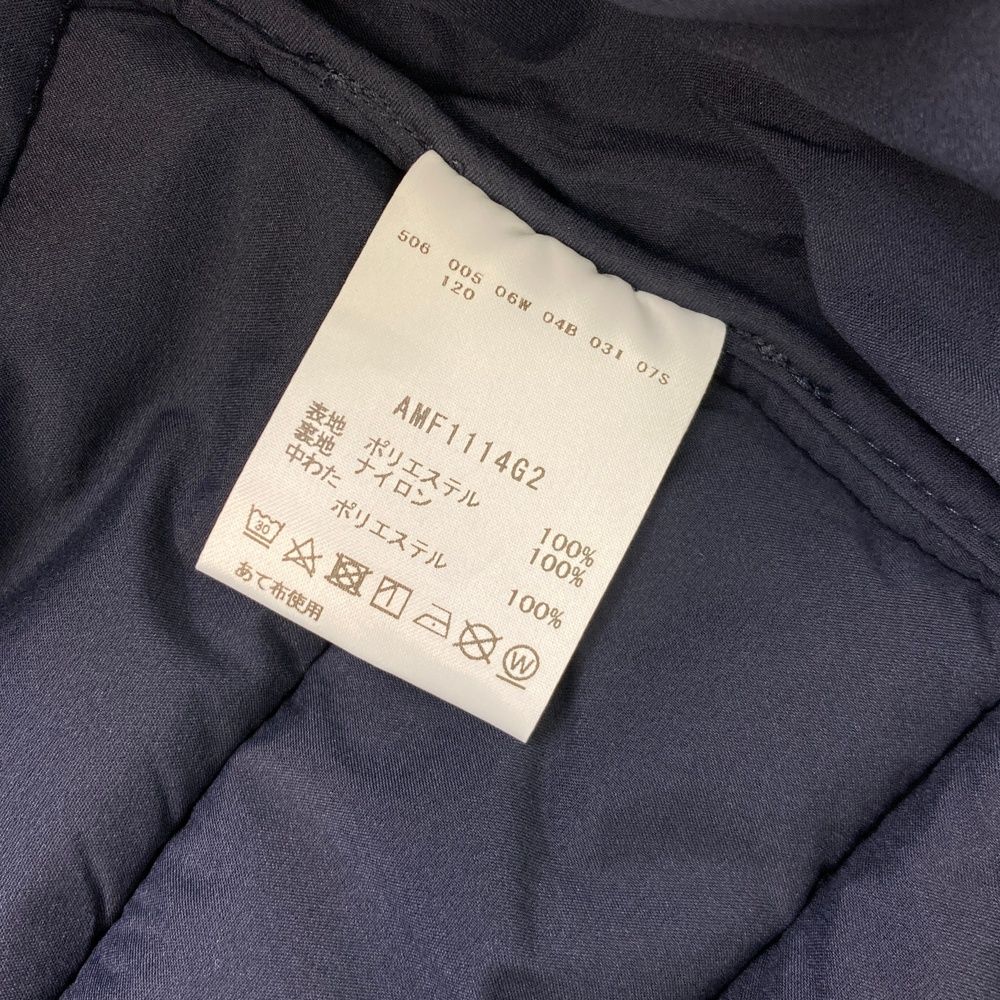 506 005 06W 04B 031 07S
120
AMF1114G2
表地 ポリエステル 100%
裏地 ナイロン 100%
中わた ポリエステル 100%
30
W
あて布使用